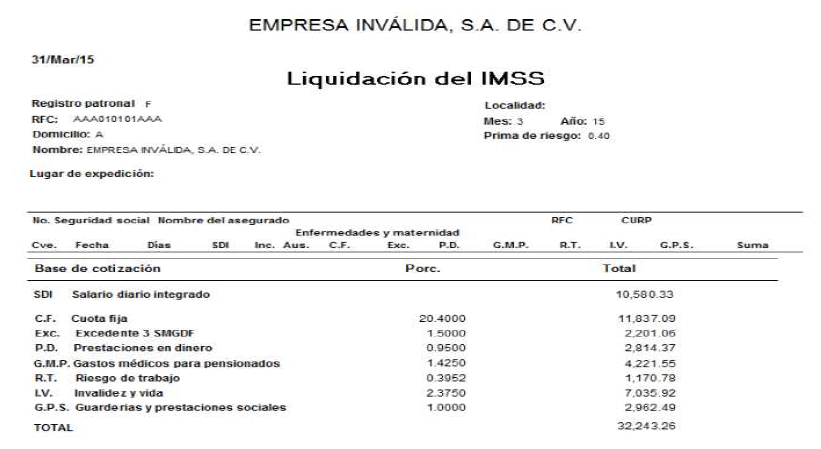 EMPRESA INVÁLIDA, S.A. DE C.V.
31/Mar/15
Liquidación del IMSS
Registro patronal F
Localidad:
RFC: AAA010101AAA
Mes: 3 Año: 15
Domicilio: A
Prima de riesgo: 0.40
Nombre: EMPRESA INVÁLIDA, S.A. DE C.V.
Lugar de expedición:
No. Seguridad social Nombre del asegurado RFC CURP
Enfermedades y maternidad
Cve. Fecha Días SDI Inc. Aus. C.F. Exc. P.D. G.M.P. R.T. I.V. G.P.S. Suma
Base de cotización Porc. Total
SDI Salario diario integrado 10,580.33
C.F. Cuota fija 20.4000 11,837.09
Exc. Excedente 3 SMGDF 1.5000 2,201.06
P.D. Prestaciones en dinero 0.9500 2,814.37
G.M.P. Gastos médicos para pensionados 1.4250 4,221.55
R.T. Riesgo de trabajo 0.3952 1,170.78
I.V. Invalidez y vida 2.3750 7,035.92
G.P.S. Guarderías y prestaciones sociales 1.0000 2,962.49
TOTAL 32,243.26